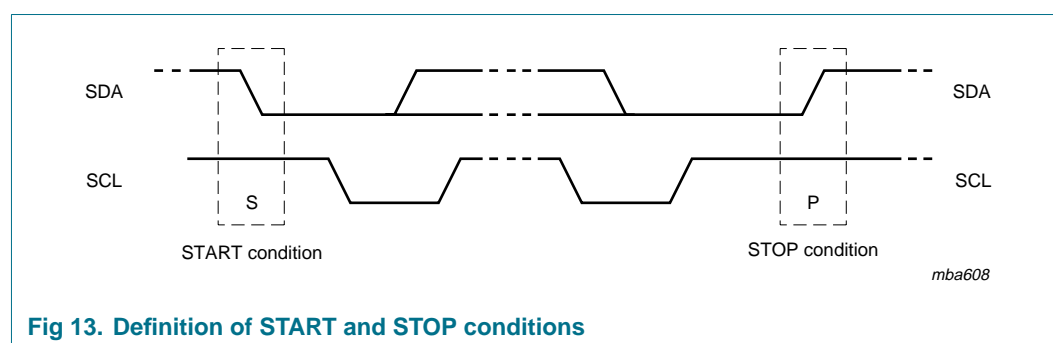 SDA
SDA
SCL
SCL
S
P
START condition
STOP condition
mba608
Fig 13. Definition of START and STOP conditions